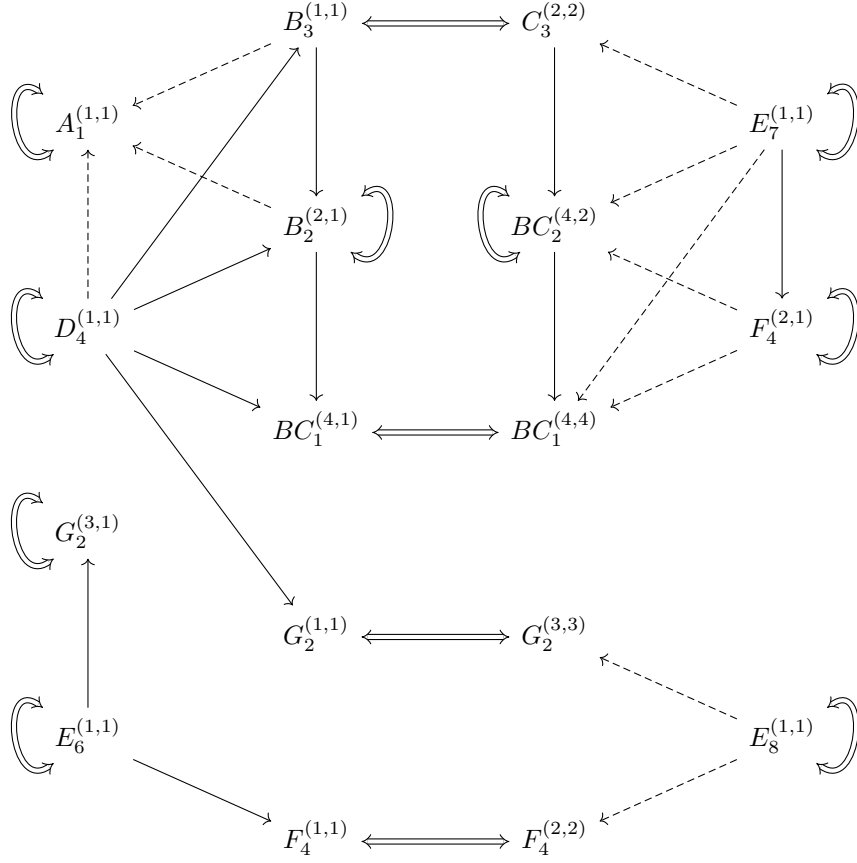 $B_3^{(1,1)}$ $C_3^{(2,2)}$
$A_1^{(1,1)}$ $E_7^{(1,1)}$
$B_2^{(2,1)}$ $BC_2^{(4,2)}$
$D_4^{(1,1)}$ $F_4^{(2,1)}$
$BC_1^{(4,1)}$ $BC_1^{(4,4)}$
$G_2^{(3,1)}$
$G_2^{(1,1)}$ $G_2^{(3,3)}$
$E_6^{(1,1)}$ $E_8^{(1,1)}$
$F_4^{(1,1)}$ $F_4^{(2,2)}$